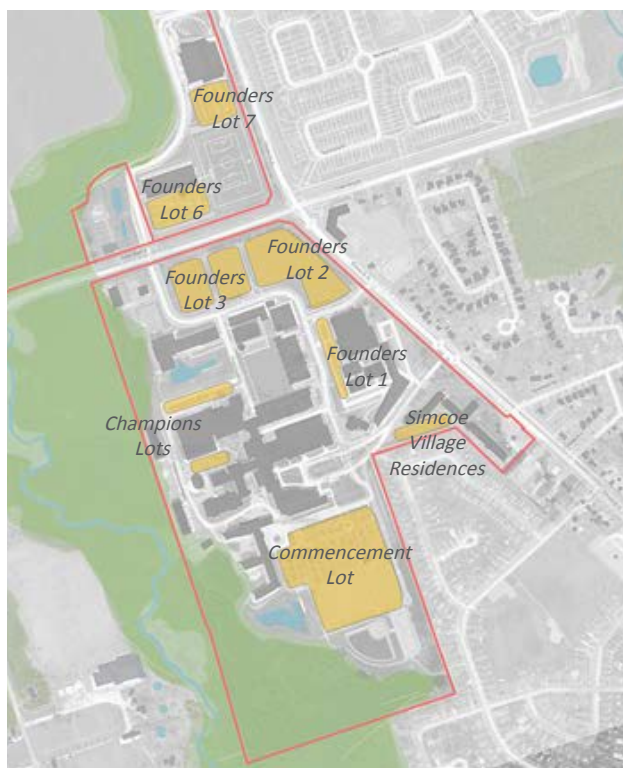 Founders
Lot 7
Founders
Lot 6
Founders
Lot 2
Founders
Lot 3
Founders
Lot 1
Champions
Lots
Simcoe
Village
Residences
Commencement
Lot